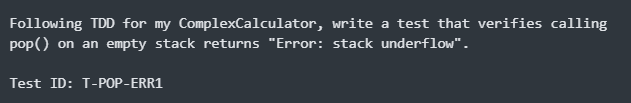 Following TDD for my ComplexCalculator, write a test that verifies calling
pop() on an empty stack returns "Error: stack underflow".
Test ID: T-POP-ERR1